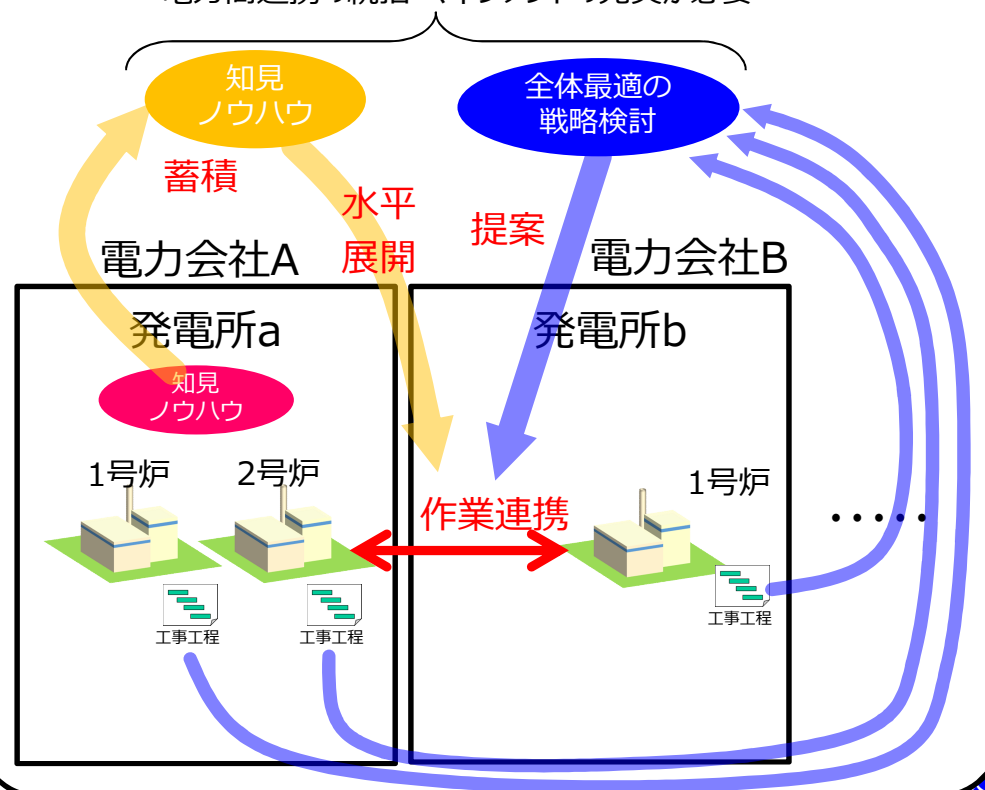 知見
ノウハウ
全体最適の
戦略検討
蓄積
水平
展開
提案
電力会社A
電力会社B
発電所a
発電所b
知見
ノウハウ
1号炉
2号炉
1号炉
作業連携
・・・・・
工事工程
工事工程
工事工程